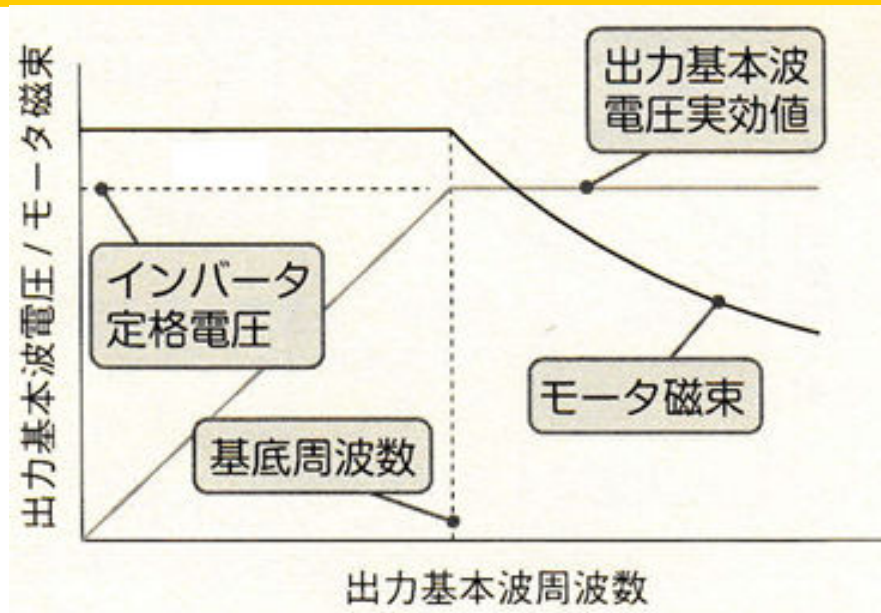 出力基本波電圧/モータ磁束
出力基本波
電圧実効値
インバータ
定格電圧
モータ磁束
基底周波数
出力基本波周波数